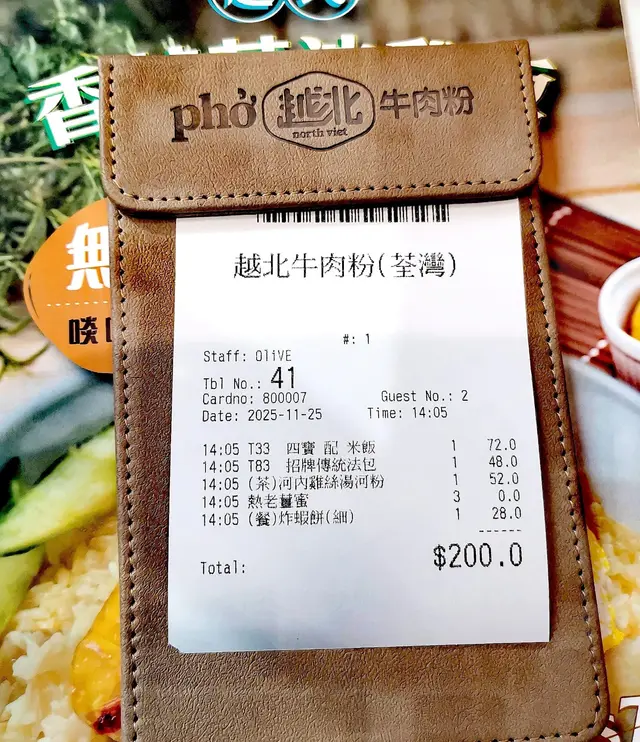 香
phở 越北 牛肉粉
north viet
無
啖
越北牛肉粉(荃灣)
#: 1
Staff: OliVE
Tbl No.: 41
Cardno: 800007 Guest No.: 2
Date: 2025-11-25 Time: 14:05
14:05 T33 四寶 配 米飯 1 72.0
14:05 T83 招牌傳統法包 1 48.0
14:05 (茶)河內雞絲湯河粉 1 52.0
14:05 熱老薑蜜 3 0.0
14:05 (餐)炸蝦餅(細) 1 28.0
------
Total: $200.0